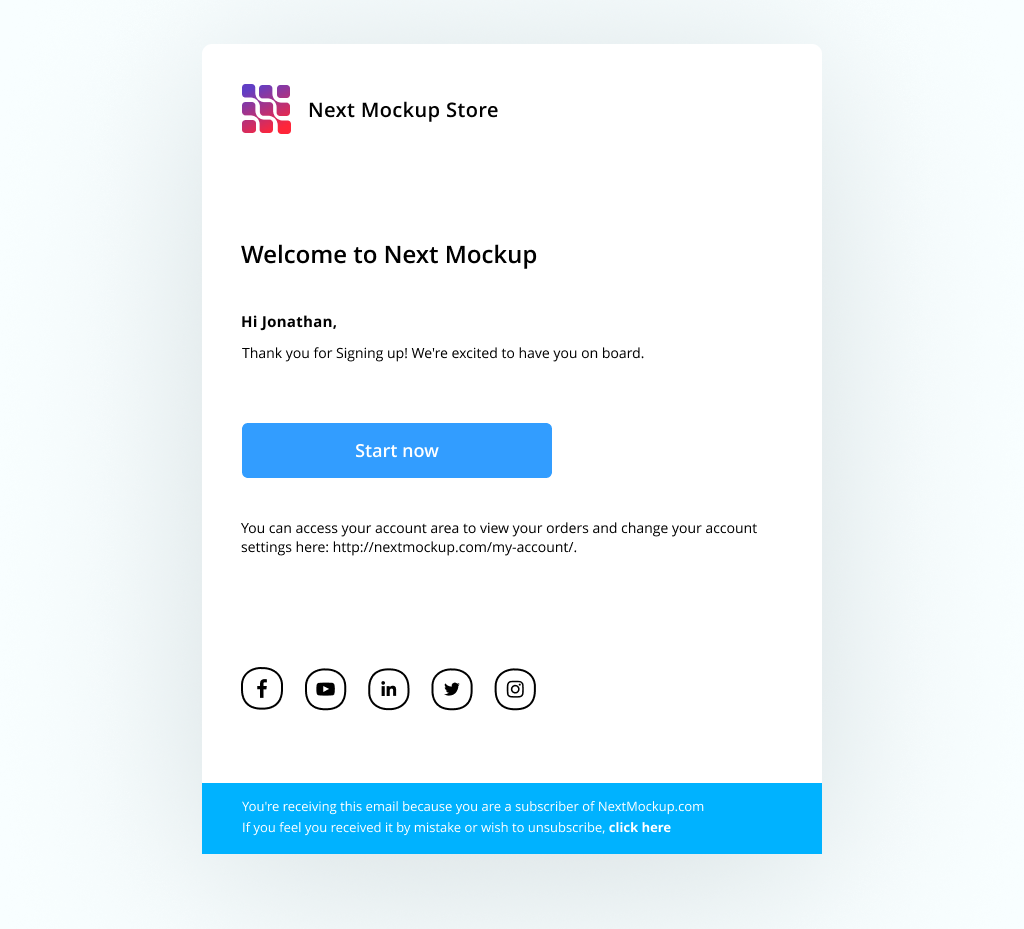 Next Mockup Store
Welcome to Next Mockup
Hi Jonathan,
Thank you for Signing up! We're excited to have you on board.
Start now
You can access your account area to view your orders and change your account
settings here: http://nextmockup.com/my-account/.
You're receiving this email because you are a subscriber of NextMockup.com
If you feel you received it by mistake or wish to unsubscribe, click here